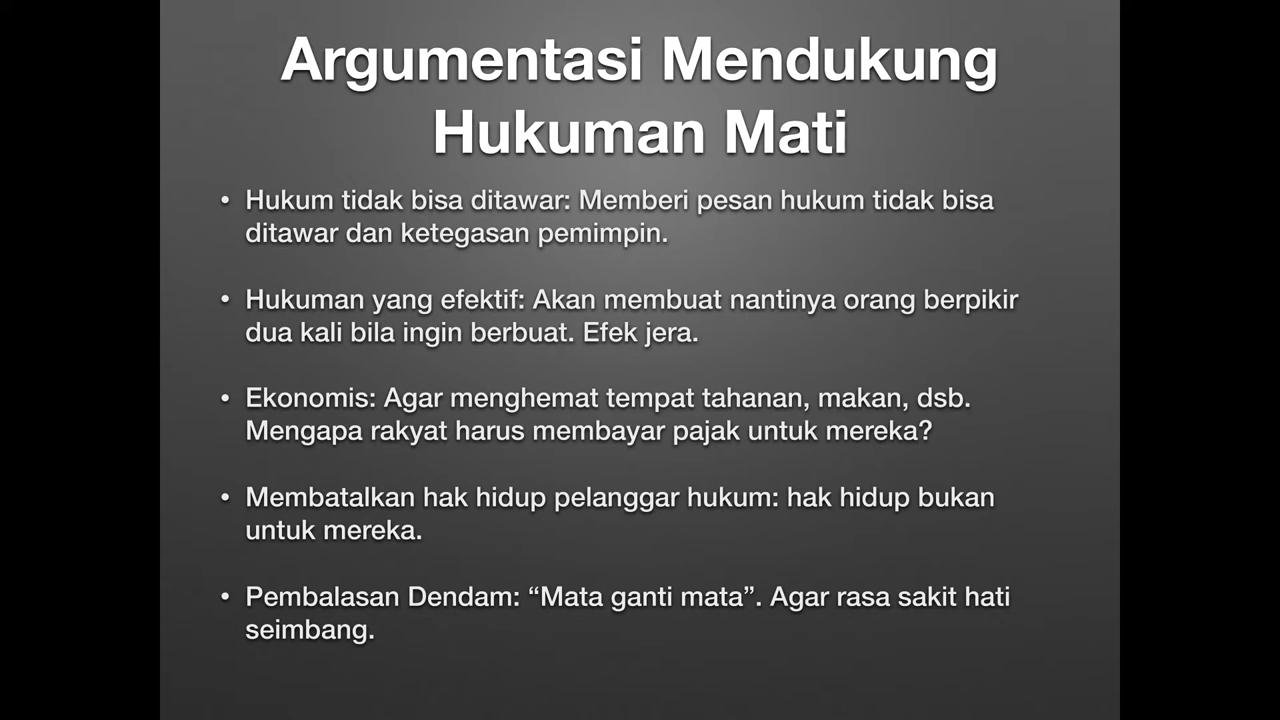 Argumentasi Mendukung
Hukuman Mati
• Hukum tidak bisa ditawar: Memberi pesan hukum tidak bisa
ditawar dan ketegasan pemimpin.
• Hukuman yang efektif: Akan membuat nantinya orang berpikir
dua kali bila ingin berbuat. Efek jera.
• Ekonomis: Agar menghemat tempat tahanan, makan, dsb.
Mengapa rakyat harus membayar pajak untuk mereka?
• Membatalkan hak hidup pelanggar hukum: hak hidup bukan
untuk mereka.
• Pembalasan Dendam: “Mata ganti mata”. Agar rasa sakit hati
seimbang.